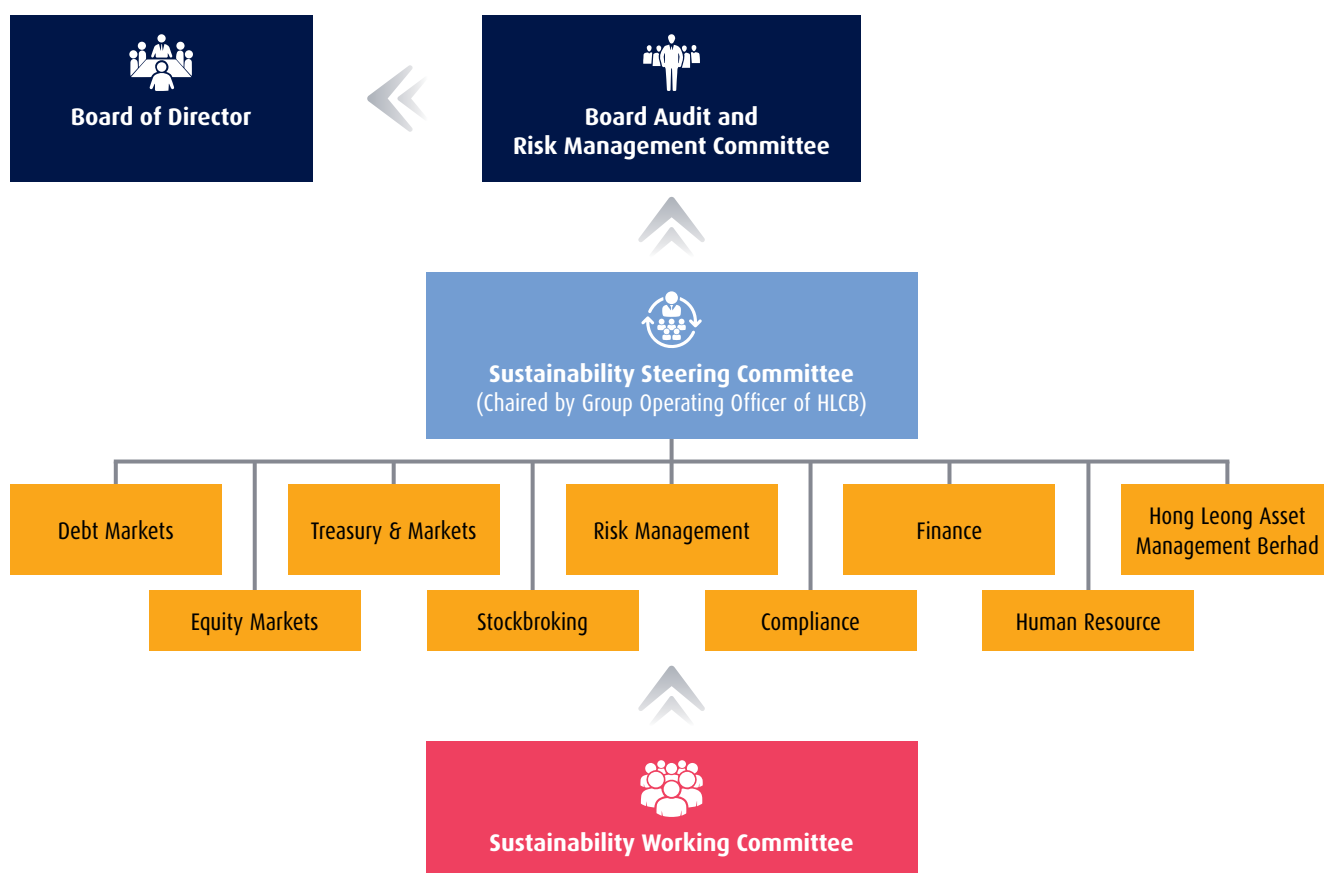 Board of Director
Board Audit and
Risk Management Committee
Sustainability Steering Committee
(Chaired by Group Operating Officer of HLCB)
Debt Markets
Treasury & Markets
Risk Management
Finance
Hong Leong Asset
Management Berhad
Equity Markets
Stockbroking
Compliance
Human Resource
Sustainability Working Committee